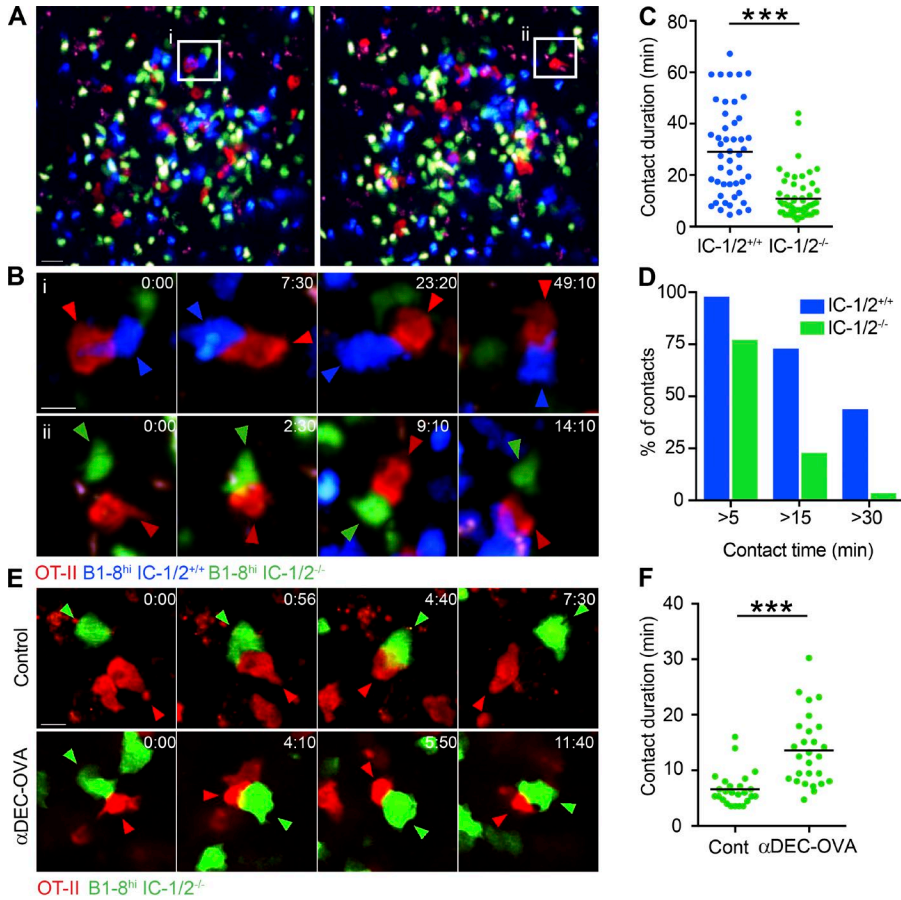 A
i
ii
B
i
0:00
7:30
23:20
49:10
ii
0:00
2:30
9:10
14:10
OT-II B1-8hi IC-1/2+/+ B1-8hi IC-1/2-/-
C
***
Contact duration (min)
80
60
40
20
0
IC-1/2+/+
IC-1/2-/-
D
IC-1/2+/+
IC-1/2-/-
% of contacts
100
75
50
25
0
>5
>15
>30
Contact time (min)
E
Control
0:00
0:56
4:40
7:30
αDEC-OVA
0:00
4:10
5:50
11:40
OT-II B1-8hi IC-1/2-/-
F
***
Contact duration (min)
40
30
20
10
0
Cont
αDEC-OVA